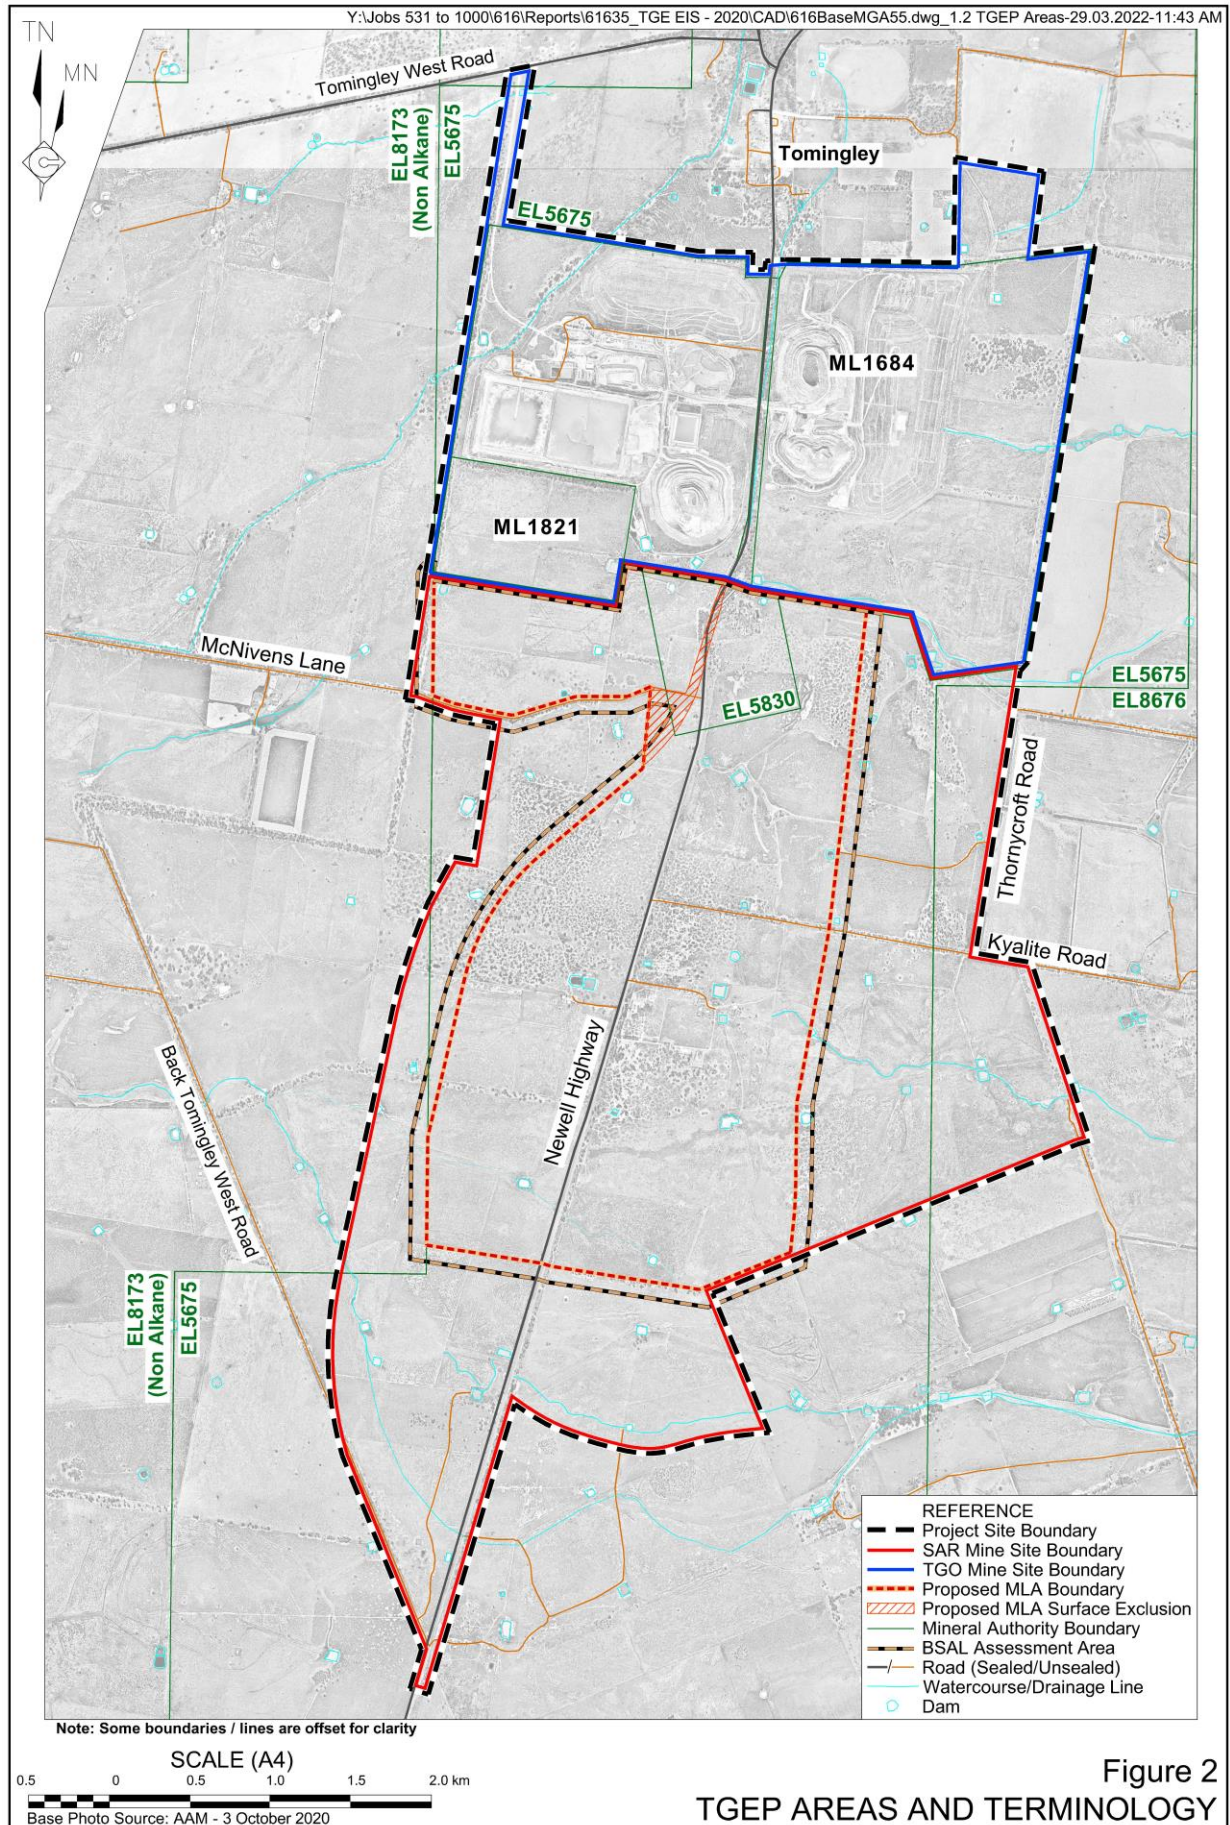 Y:\Jobs 531 to 1000\616\Reports\61635_TGE EIS - 2020\CAD\616BaseMGA55.dwg_1.2 TGEP Areas-29.03.2022-11:43 AM
TN
MN
Tomingley West Road
EL8173
(Non Alkane)
EL5675
Tomingley
EL5675
ML1684
ML1821
McNivens Lane
EL5830
EL5675
EL8676
Thornycroft Road
Kyalite Road
Newell Highway
Back Tomingley West Road
EL8173
(Non Alkane)
EL5675
REFERENCE
Project Site Boundary
SAR Mine Site Boundary
TGO Mine Site Boundary
Proposed MLA Boundary
Proposed MLA Surface Exclusion
Mineral Authority Boundary
BSAL Assessment Area
Road (Sealed/Unsealed)
Watercourse/Drainage Line
Dam
Note: Some boundaries / lines are offset for clarity
SCALE (A4)
0.5 0 0.5 1.0 1.5 2.0 km
Base Photo Source: AAM - 3 October 2020
Figure 2
TGEP AREAS AND TERMINOLOGY